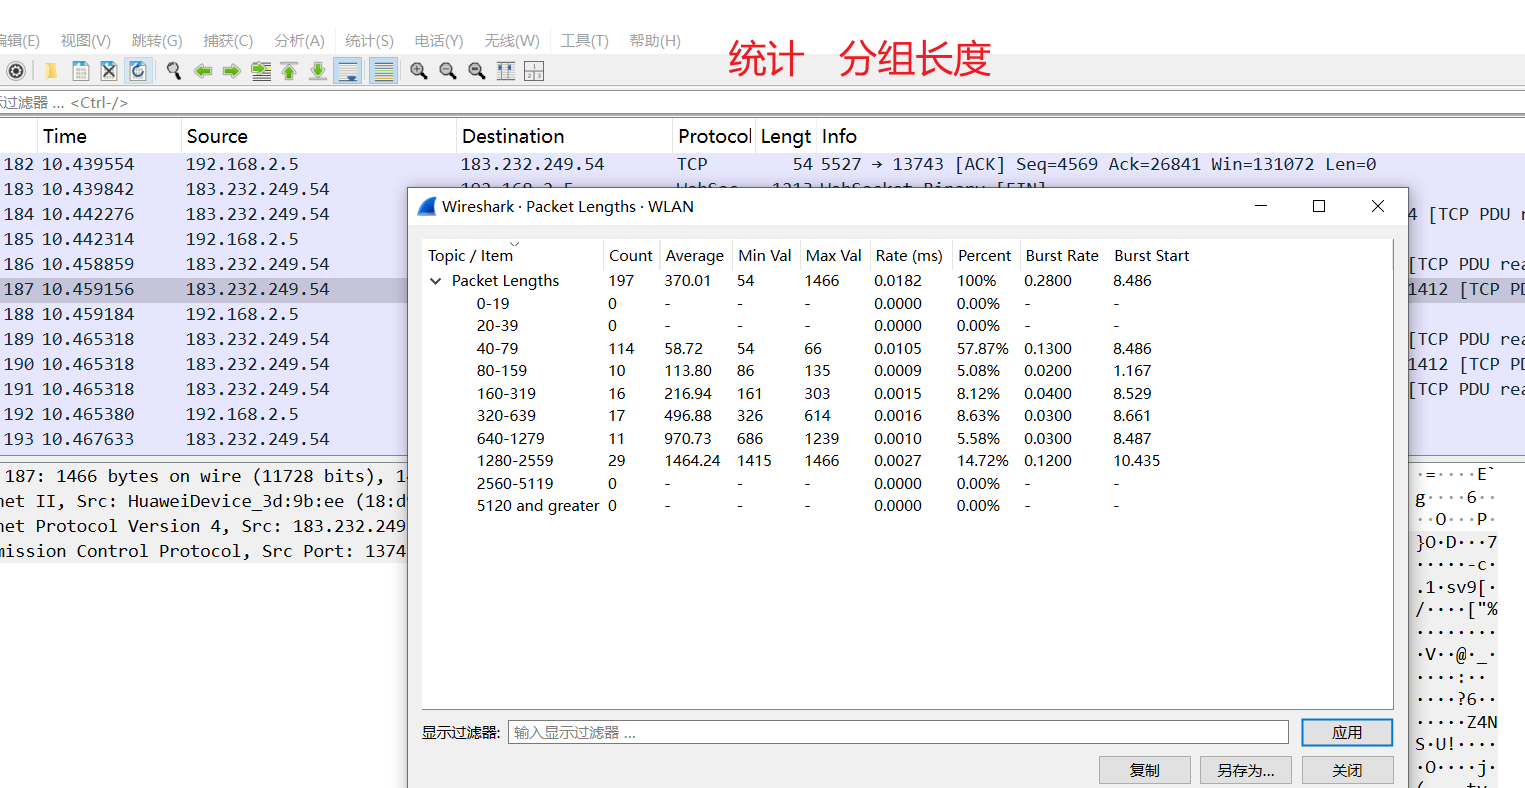 编辑(E) 视图(V) 跳转(G) 捕获(C) 分析(A) 统计(S) 电话(Y) 无线(W) 工具(T) 帮助(H)
统计 分组长度
示过滤器 … <Ctrl-/>
Time Source Destination Protocol Lengt Info
182 10.439554 192.168.2.5 183.232.249.54 TCP 54 5527 → 13743 [ACK] Seq=4569 Ack=26841 Win=131072 Len=0
183 10.439842 183.232.249.54 192.168.2.5 WebSoc… 1213 WebSocket Binary [FIN]
184 10.442276 183.232.249.54 4 [TCP PDU r
185 10.442314 192.168.2.5
186 10.458859 183.232.249.54 [TCP PDU rea
187 10.459156 183.232.249.54 1412 [TCP PD
188 10.459184 192.168.2.5
189 10.465318 183.232.249.54 [TCP PDU rea
190 10.465318 183.232.249.54 1412 [TCP PD
191 10.465318 183.232.249.54 [TCP PDU rea
192 10.465380 192.168.2.5
193 10.467633 183.232.249.54
Wireshark · Packet Lengths · WLAN
Topic / Item Count Average Min Val Max Val Rate (ms) Percent Burst Rate Burst Start
Packet Lengths 197 370.01 54 1466 0.0182 100% 0.2800 8.486
0-19 0 - - - 0.0000 0.00% - -
20-39 0 - - - 0.0000 0.00% - -
40-79 114 58.72 54 66 0.0105 57.87% 0.1300 8.486
80-159 10 113.80 86 135 0.0009 5.08% 0.0200 1.167
160-319 16 216.94 161 303 0.0015 8.12% 0.0400 8.529
320-639 17 496.88 326 614 0.0016 8.63% 0.0300 8.661
640-1279 11 970.73 686 1239 0.0010 5.58% 0.0300 8.487
1280-2559 29 1464.24 1415 1466 0.0027 14.72% 0.1200 10.435
2560-5119 0 - - - 0.0000 0.00% - -
5120 and greater 0 - - - 0.0000 0.00% - -
显示过滤器: 输入显示过滤器 … 应用
复制 另存为... 关闭
187: 1466 bytes on wire (11728 bits), 1
net II, Src: HuaweiDevice_3d:9b:ee (18:d
net Protocol Version 4, Src: 183.232.249
mission Control Protocol, Src Port: 1374
·=····E`
g····6··
··O···P·
}O·D···7
·····-c·
.1·sv9[·
/····["%
········
·V··@·_·
····:··
····?6··
·····Z4N
S·U!····
·O····j·